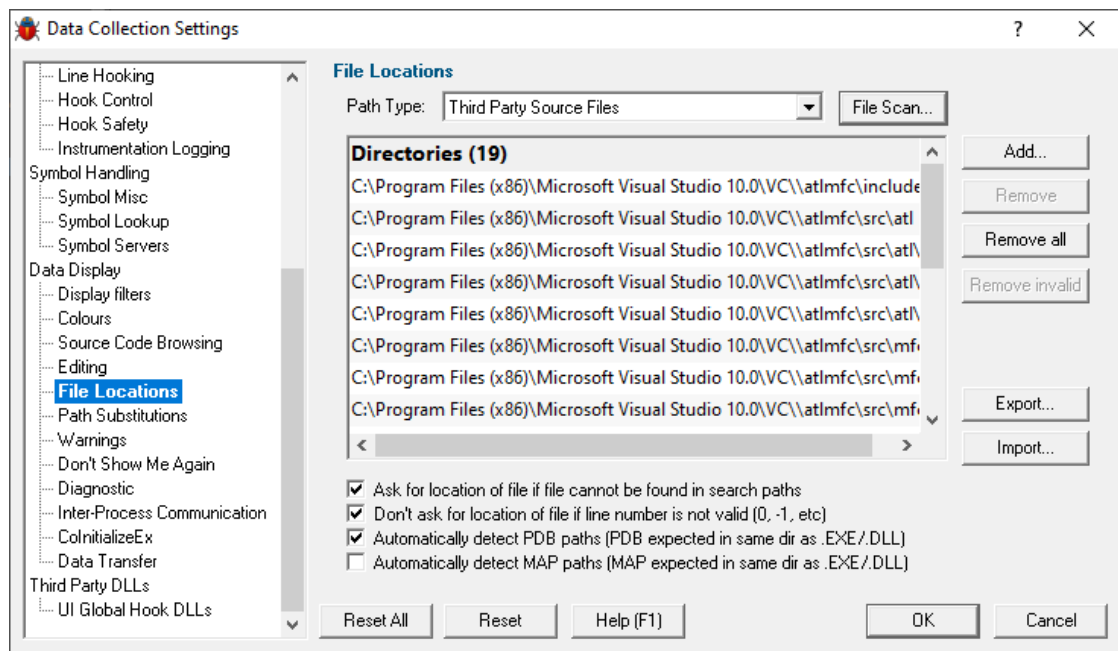 Data Collection Settings
?
Line Hooking
Hook Control
Hook Safety
Instrumentation Logging
Symbol Handling
Symbol Misc
Symbol Lookup
Symbol Servers
Data Display
Display filters
Colours
Source Code Browsing
Editing
File Locations
Path Substitutions
Warnings
Don't Show Me Again
Diagnostic
Inter-Process Communication
CoInitializeEx
Data Transfer
Third Party DLLs
UI Global Hook DLLs
File Locations
Path Type: Third Party Source Files File Scan...
Directories (19)
C:\Program Files (x86)\Microsoft Visual Studio 10.0\VC\\atlmfc\include
C:\Program Files (x86)\Microsoft Visual Studio 10.0\VC\\atlmfc\src\atl
C:\Program Files (x86)\Microsoft Visual Studio 10.0\VC\\atlmfc\src\atl\
C:\Program Files (x86)\Microsoft Visual Studio 10.0\VC\\atlmfc\src\atl\
C:\Program Files (x86)\Microsoft Visual Studio 10.0\VC\\atlmfc\src\atl\
C:\Program Files (x86)\Microsoft Visual Studio 10.0\VC\\atlmfc\src\mfc
C:\Program Files (x86)\Microsoft Visual Studio 10.0\VC\\atlmfc\src\mfc
C:\Program Files (x86)\Microsoft Visual Studio 10.0\VC\\atlmfc\src\mfc
Add...
Remove
Remove all
Remove invalid
Export...
Import...
Ask for location of file if file cannot be found in search paths
Don't ask for location of file if line number is not valid (0, -1, etc)
Automatically detect PDB paths (PDB expected in same dir as .EXE/.DLL)
Automatically detect MAP paths (MAP expected in same dir as .EXE/.DLL)
Reset All Reset Help (F1) OK Cancel